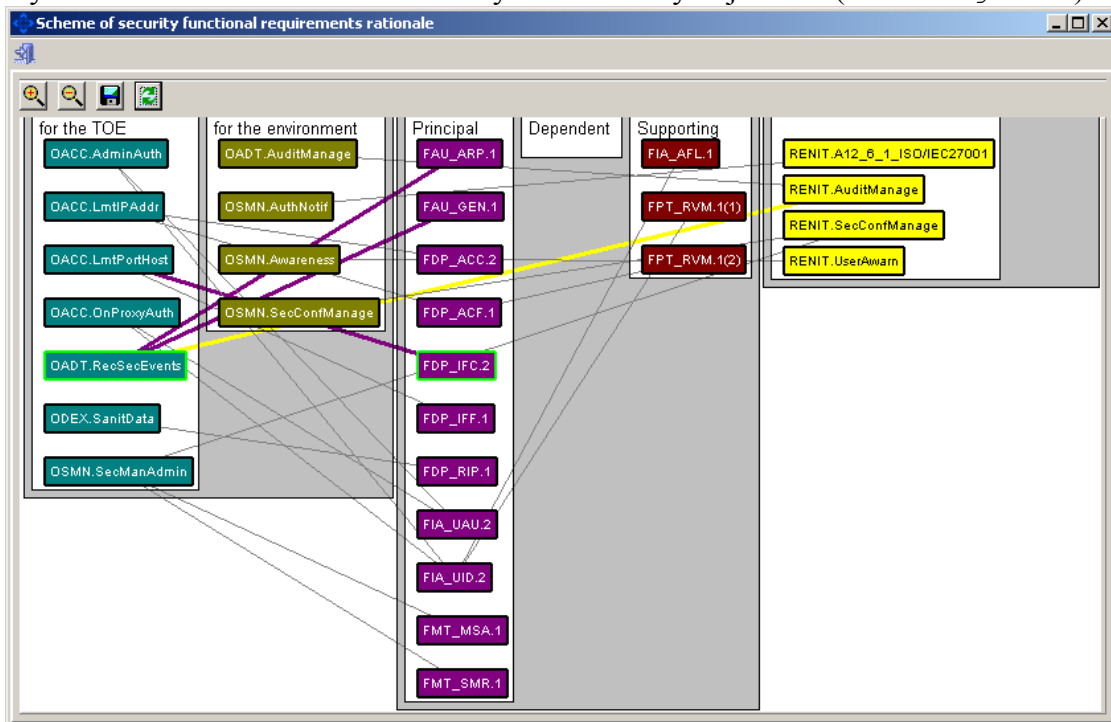 Scheme of security functional requirements rationale
for the TOE
for the environment
Principal
Dependent
Supporting
OACC.AdminAuth
OADT.AuditManage
FAU_ARP.1
FIA_AFL.1
RENIT.A12_6_1_ISO/IEC27001
OACC.LmtIPAddr
OSMN.AuthNotif
FAU_GEN.1
FPT_RVM.1(1)
RENIT.AuditManage
RENIT.SecConfManage
OACC.LmtPortHost
OSMN.Awareness
FDP_ACC.2
FPT_RVM.1(2)
RENIT.UserAwarn
OACC.OnProxyAuth
OSMN.SecConfManage
FDP_ACF.1
OADT.RecSecEvents
FDP_IFC.2
ODEX.SanitData
FDP_IFF.1
OSMN.SecManAdmin
FDP_RIP.1
FIA_UAU.2
FIA_UID.2
FMT_MSA.1
FMT_SMR.1